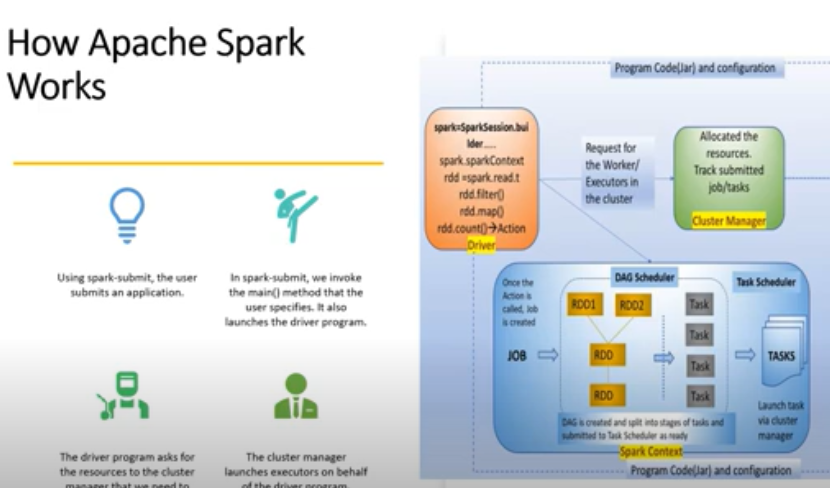 How Apache Spark
Works
Using spark-submit, the user
submits an application.
In spark-submit, we invoke
the main() method that the
user specifies. It also
launches the driver program.
The driver program asks for
the resources to the cluster
manager that we need to
The cluster manager
launches executors on behalf
of the driver program.
Program Code(Jar) and configuration
spark=SparkSession.bui
lder.....
spark.sparkContext
rdd =spark.read.t
rdd.filter()
rdd.map()
rdd.count()→Action
Driver
Request for
the Worker/
Executors in
the cluster
Allocated the
resources.
Track submitted
job/tasks
Cluster Manager
Once the
Action is
called, Job
is created
JOB
DAG Scheduler
RDD1
RDD2
RDD
RDD
Task
Task
Task
Task
DAG is created and split into stages of tasks and
submitted to Task Scheduler as ready
Task Scheduler
TASKS
Launch task
via cluster
manager
Spark Context
Program Code(Jar) and configuration